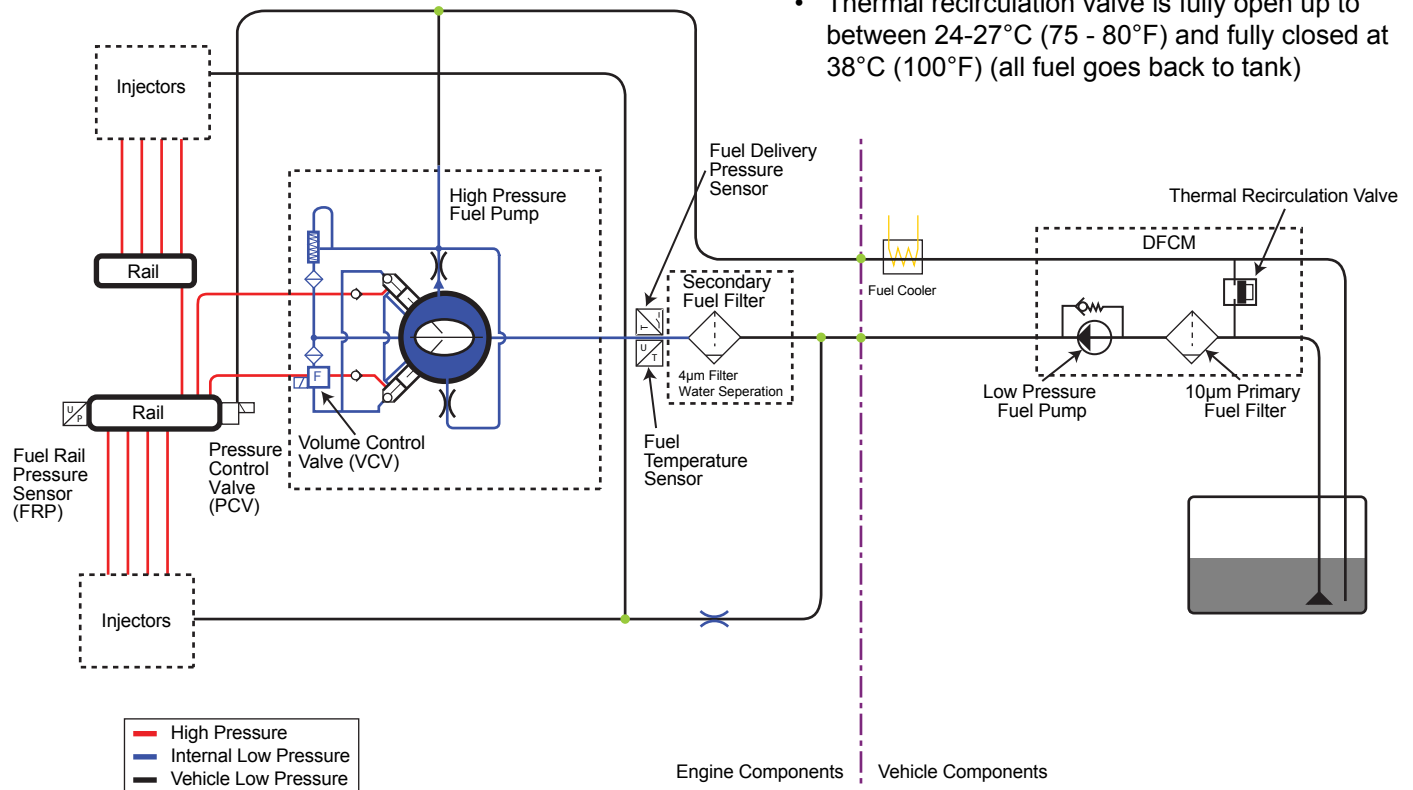 • Thermal recirculation valve is fully open up to
between 24-27°C (75 - 80°F) and fully closed at
38°C (100°F) (all fuel goes back to tank)
Injectors
High Pressure
Fuel Pump
Fuel Delivery
Pressure
Sensor
Thermal Recirculation Valve
DFCM
Rail
Fuel Cooler
Secondary
Fuel Filter
T
U
T
4µm Filter
Water Seperation
Low Pressure
Fuel Pump
10µm Primary
Fuel Filter
F
U
P
Rail
Fuel Rail
Pressure
Sensor
(FRP)
Pressure
Control
Valve
(PCV)
Volume Control
Valve (VCV)
Fuel
Temperature
Sensor
Injectors
High Pressure
Internal Low Pressure
Vehicle Low Pressure
Engine Components
Vehicle Components